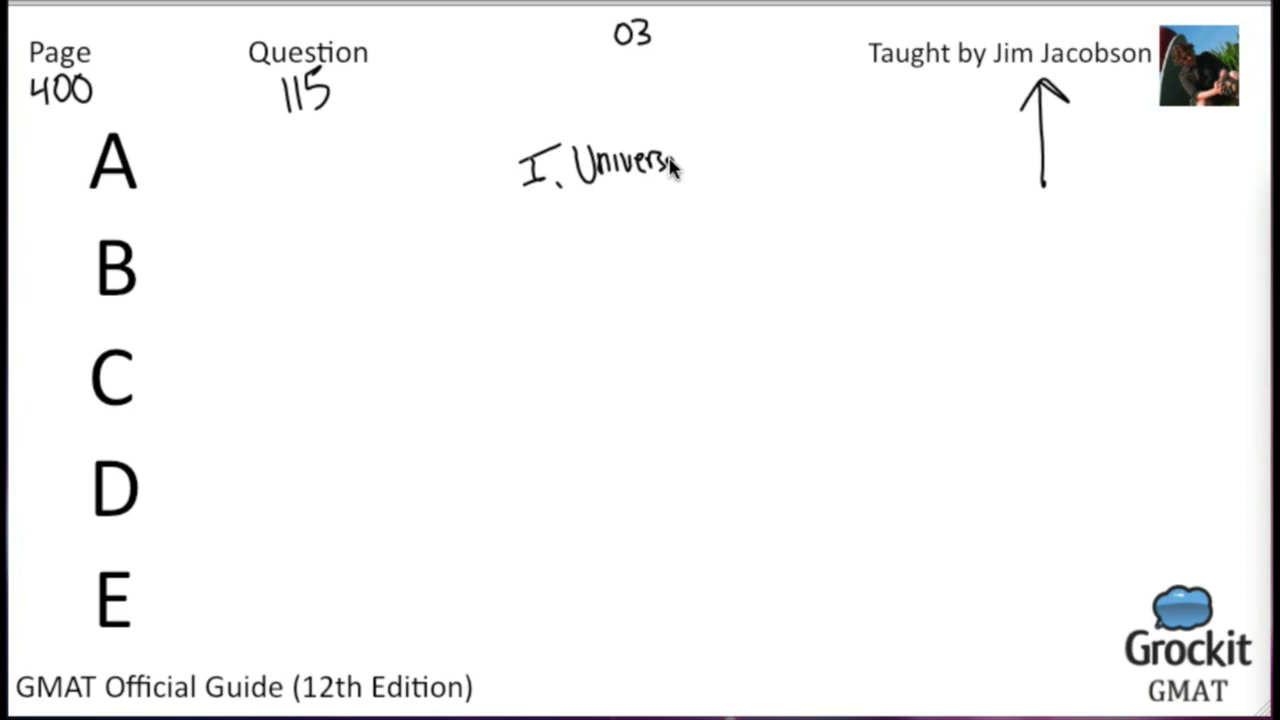 03
Page Question Taught by Jim Jacobson
400 115
A
I. Univers
B
C
D
E
Grockit
GMAT
GMAT Official Guide (12th Edition)